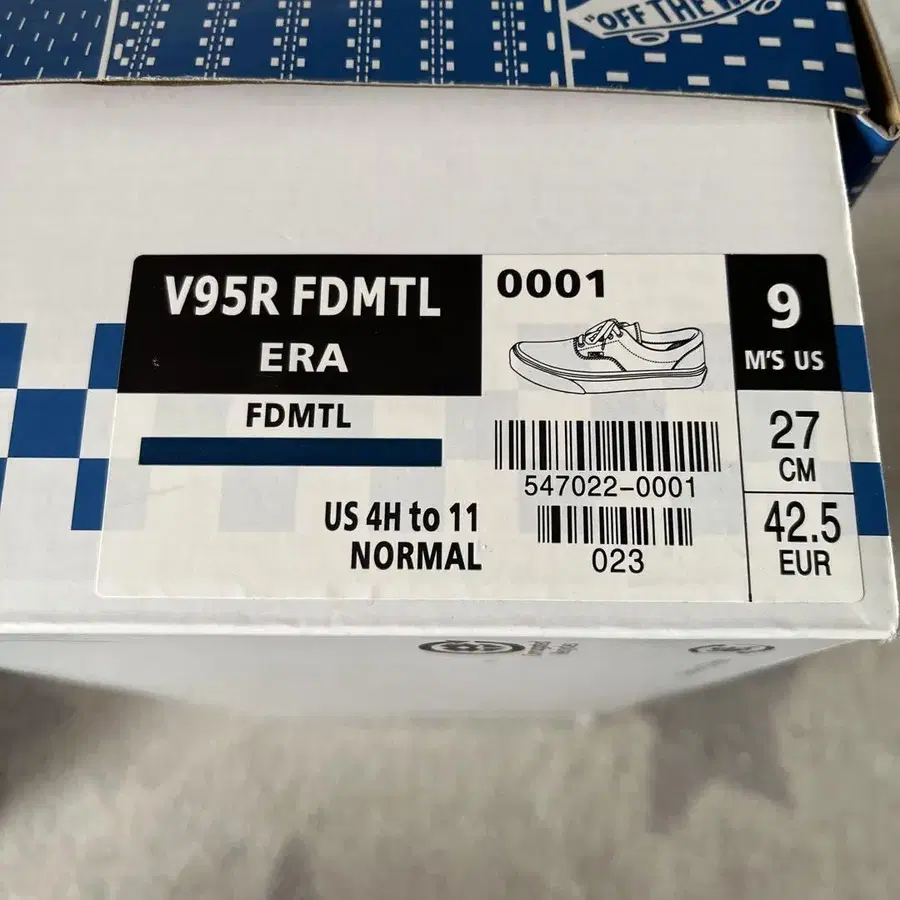 "OFF THE
V95R FDMTL
ERA
0001
9
M'S US
FDMTL
27
CM
547022-0001
US 4H to 11
NORMAL
023
42.5
EUR